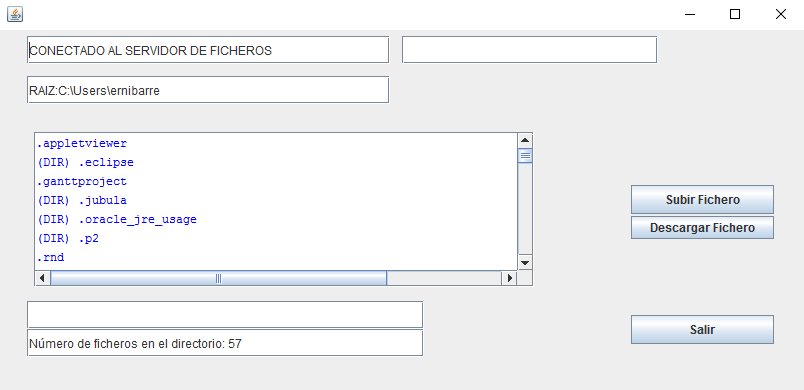 CONECTADO AL SERVIDOR DE FICHEROS
RAIZ:C:\Users\ernibarre
.appletviewer
(DIR) .eclipse
.ganttproject
(DIR) .jubula
(DIR) .oracle_jre_usage
(DIR) .p2
.rnd
Subir Fichero
Descargar Fichero
Número de ficheros en el directorio: 57
Salir